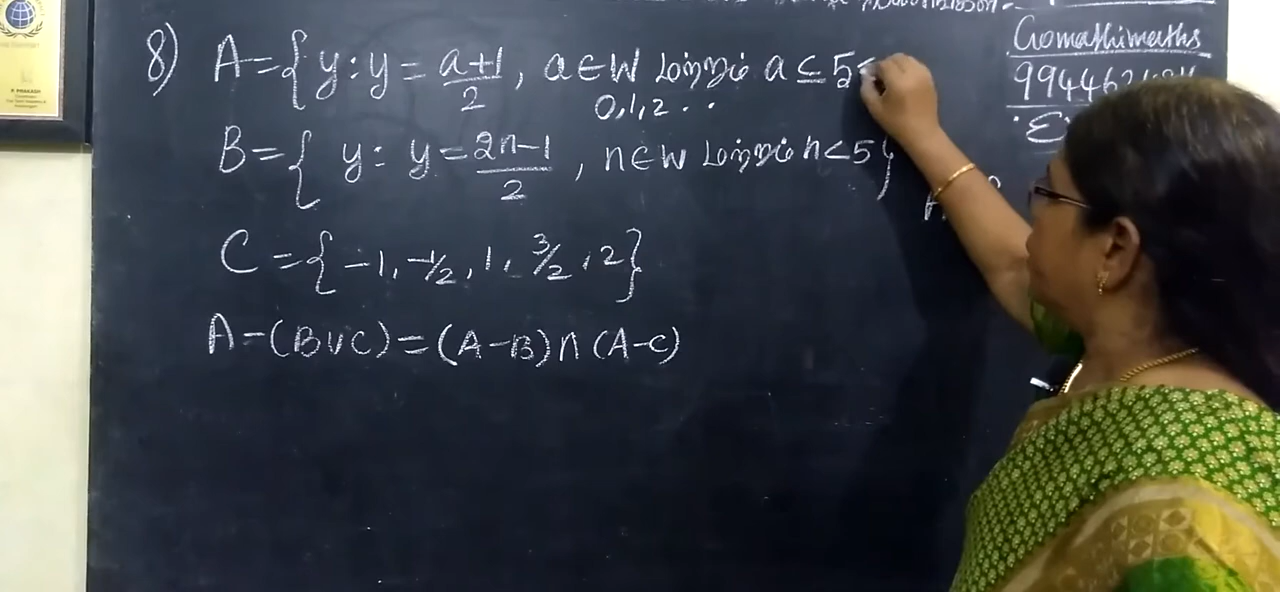 Gomathimaths
8) A={y:y=a+1/2, a∈W மற்றும் a≤5
0,1,2..
B={y: y=2n-1/2, n∈W மற்றும் n<5}
C={-1,-1/2,1,3/2,2}
A-(B∪C)=(A-B)∩(A-C)